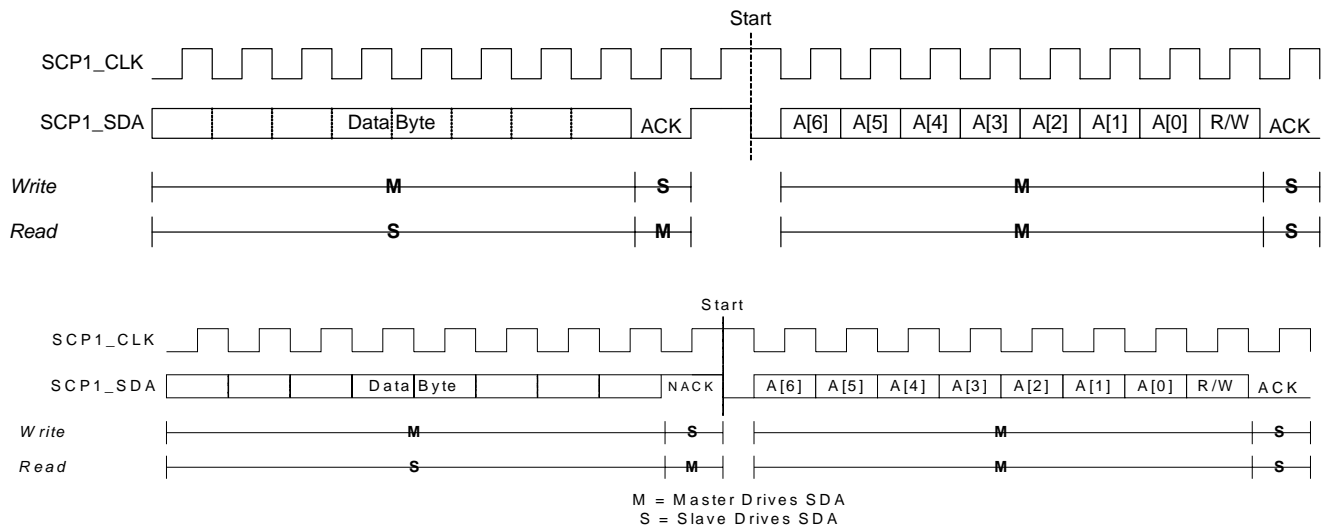 Start
SCP1_CLK
SCP1_SDA Data Byte ACK A[6] A[5] A[4] A[3] A[2] A[1] A[0] R/W ACK
Write M S M S
Read S M M S
Start
SCP1_CLK
SCP1_SDA Data Byte NACK A[6] A[5] A[4] A[3] A[2] A[1] A[0] R/W ACK
Write M S M S
Read S M M S
M = Master Drives SDA
S = Slave Drives SDA